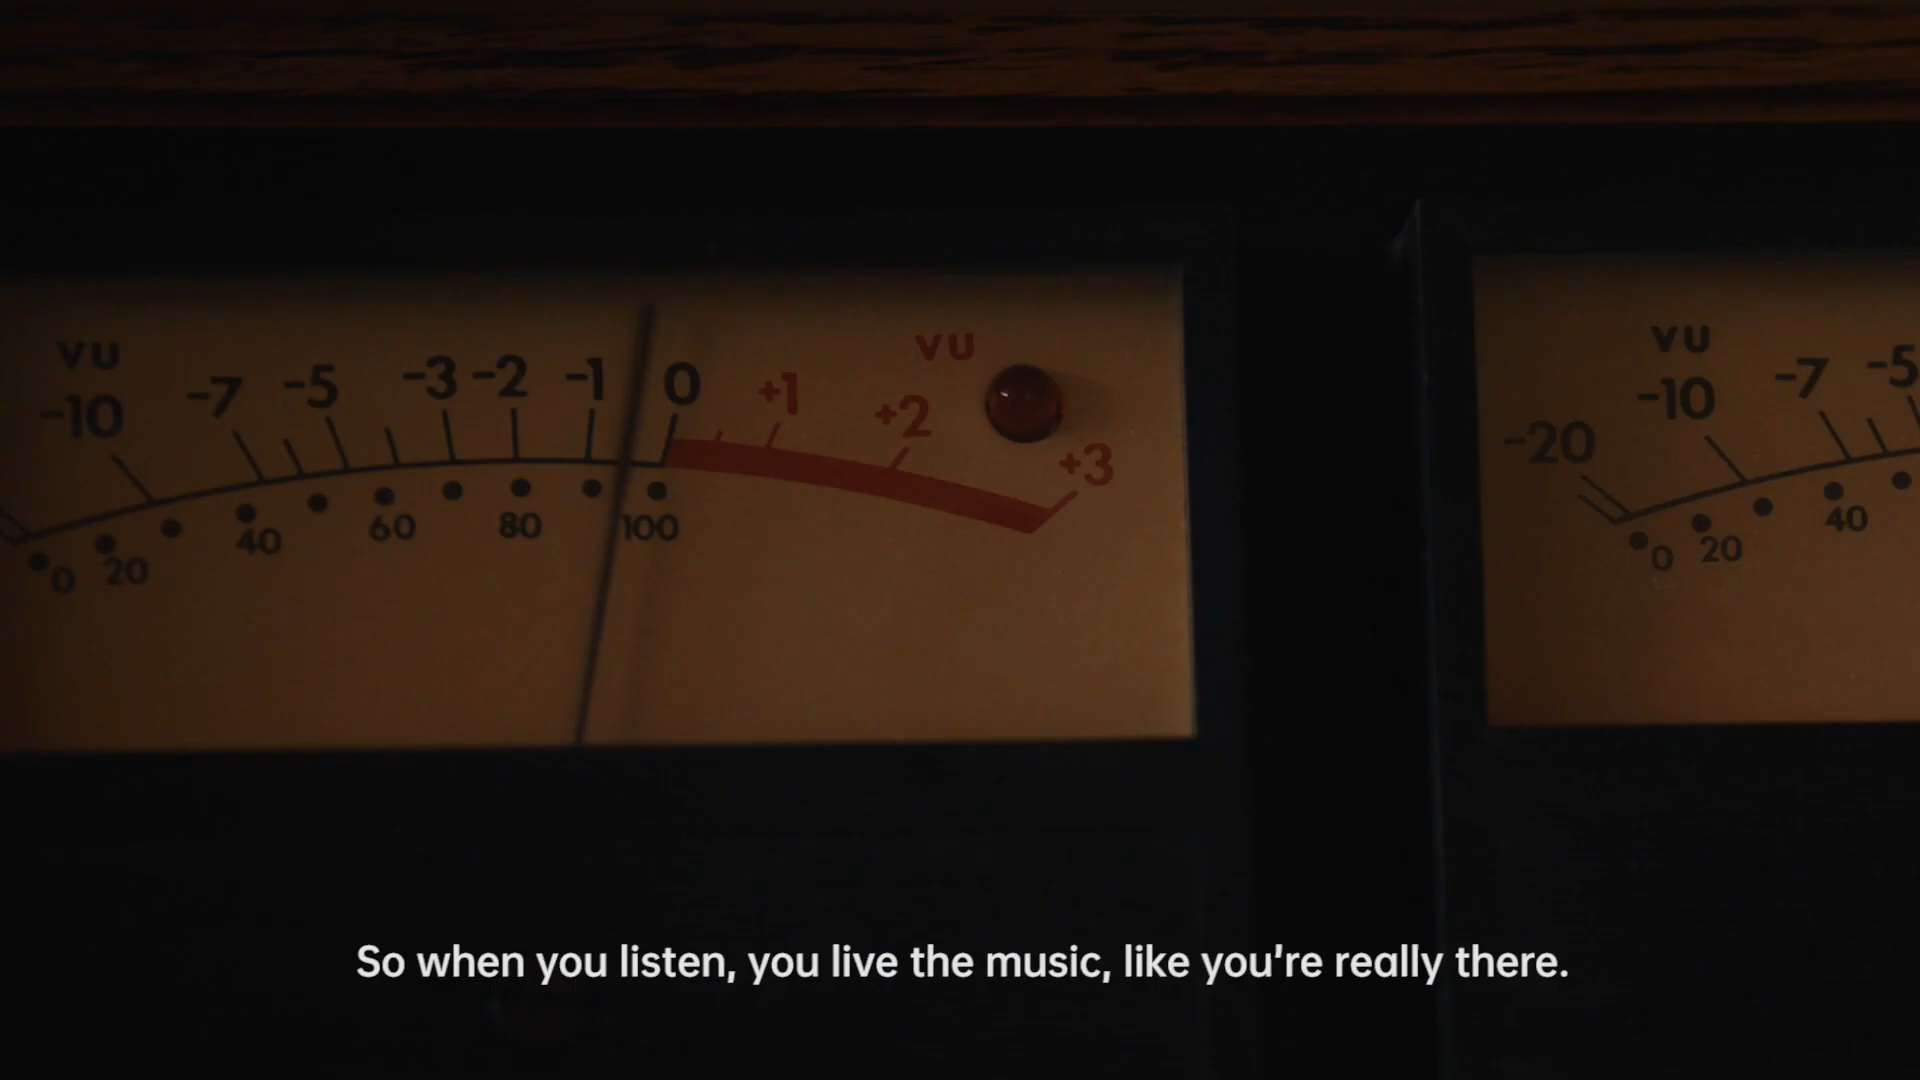 VU VU VU
-10 -7 -5 -3 -2 -1 0 +1 +2 +3
0 20 40 60 80 100
-20 -10 -7 -5
0 20 40
So when you listen, you live the music, like you're really there.